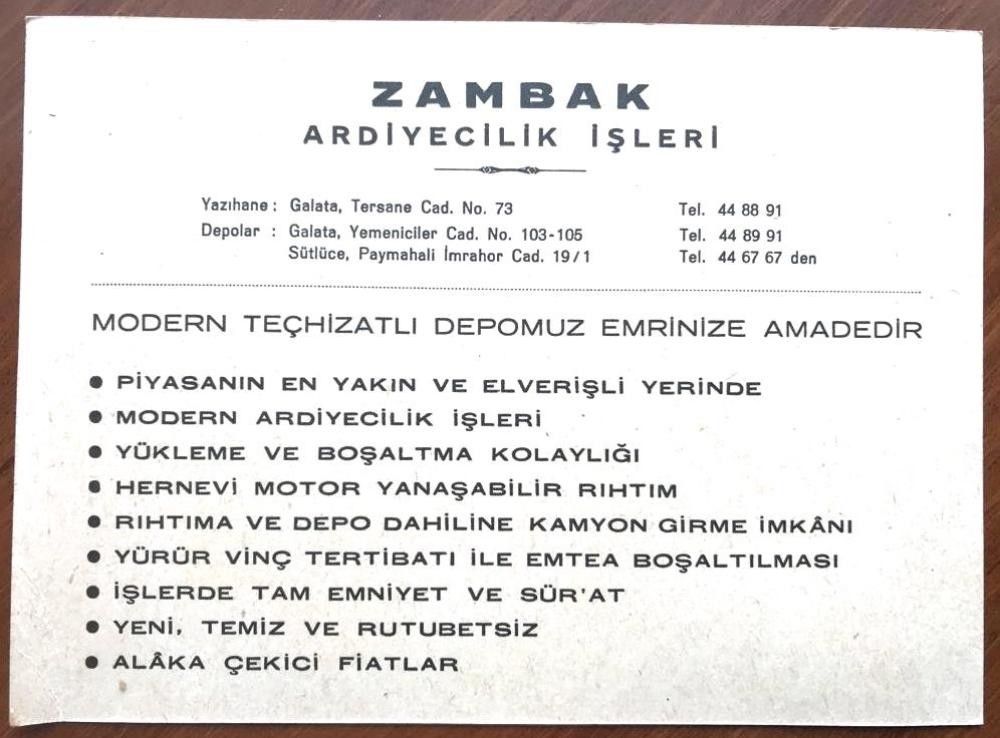 ZAMBAK
ARDİYECİLİK İŞLERİ
Yazıhane : Galata, Tersane Cad. No. 73 Tel. 44 88 91
Depolar : Galata, Yemeniciler Cad. No. 103-105 Tel. 44 89 91
Sütlüce, Paymahali İmrahor Cad. 19/1 Tel. 44 67 67 den
MODERN TEÇHİZATLI DEPOMUZ EMRİNİZE AMADEDİR
● PİYASANIN EN YAKIN VE ELVERİŞLİ YERİNDE
● MODERN ARDİYECİLİK İŞLERİ
● YÜKLEME VE BOŞALTMA KOLAYLIĞI
● HERNEVİ MOTOR YANAŞABİLİR RIHTIM
● RIHTIMA VE DEPO DAHİLİNE KAMYON GİRME İMKÂNI
● YÜRÜR VİNÇ TERTİBATI İLE EMTEA BOŞALTILMASI
● İŞLERDE TAM EMNİYET VE SÜR'AT
● YENİ, TEMİZ VE RUTUBETSİZ
● ALÂKA ÇEKİCİ FİATLAR